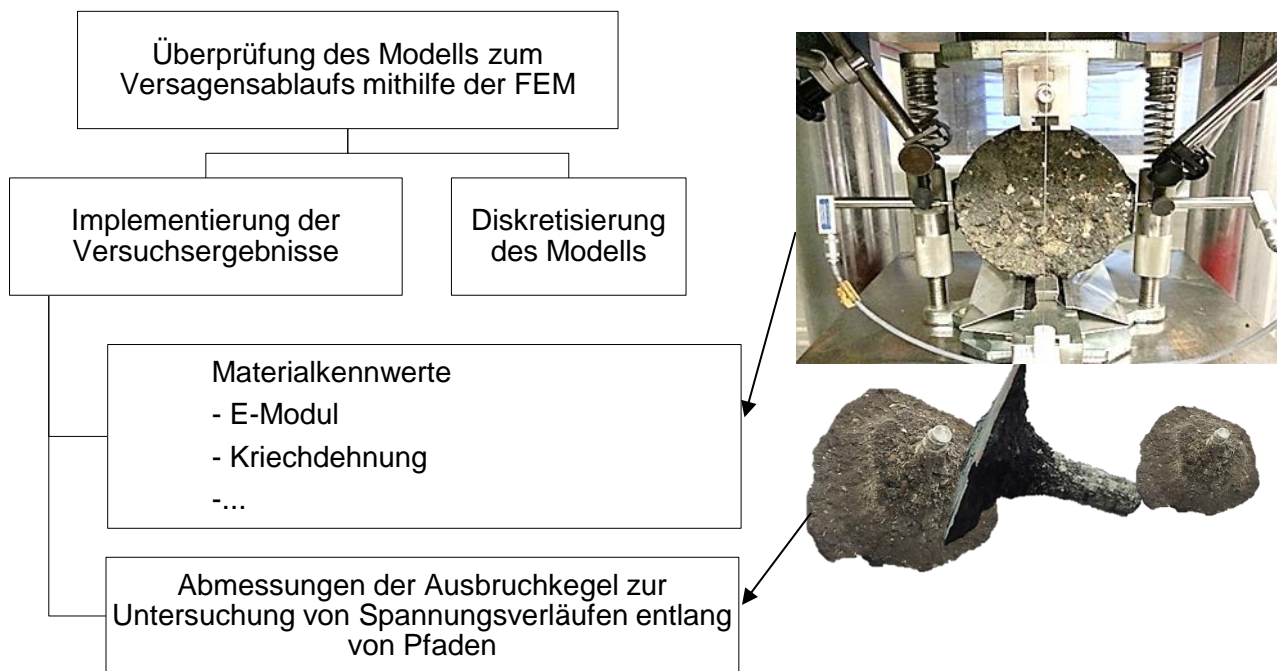 Überprüfung des Modells zum
Versagensablaufs mithilfe der FEM
Implementierung der
Versuchsergebnisse
Diskretisierung
des Modells
Materialkennwerte
- E-Modul
- Kriechdehnung
-...
Abmessungen der Ausbruchkegel zur
Untersuchung von Spannungsverläufen entlang
von Pfaden